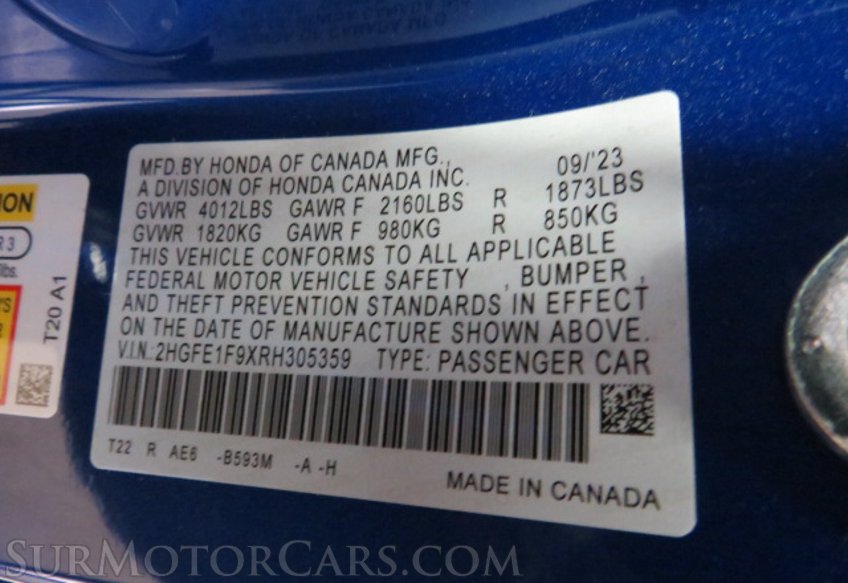 MFD.BY HONDA OF CANADA MFG., 09/'23
A DIVISION OF HONDA CANADA INC.
GVWR 4012LBS GAWR F 2160LBS R 1873LBS
GVWR 1820KG GAWR F 980KG R 850KG
THIS VEHICLE CONFORMS TO ALL APPLICABLE
FEDERAL MOTOR VEHICLE SAFETY , BUMPER ,
AND THEFT PREVENTION STANDARDS IN EFFECT
ON THE DATE OF MANUFACTURE SHOWN ABOVE.
V.I.N.:2HGFE1F9XRH305359 TYPE: PASSENGER CAR
T22 R AE6 -B593M -A -H
MADE IN CANADA
R 3
lbs.
T20 A1
SURMOTORCARS.COM